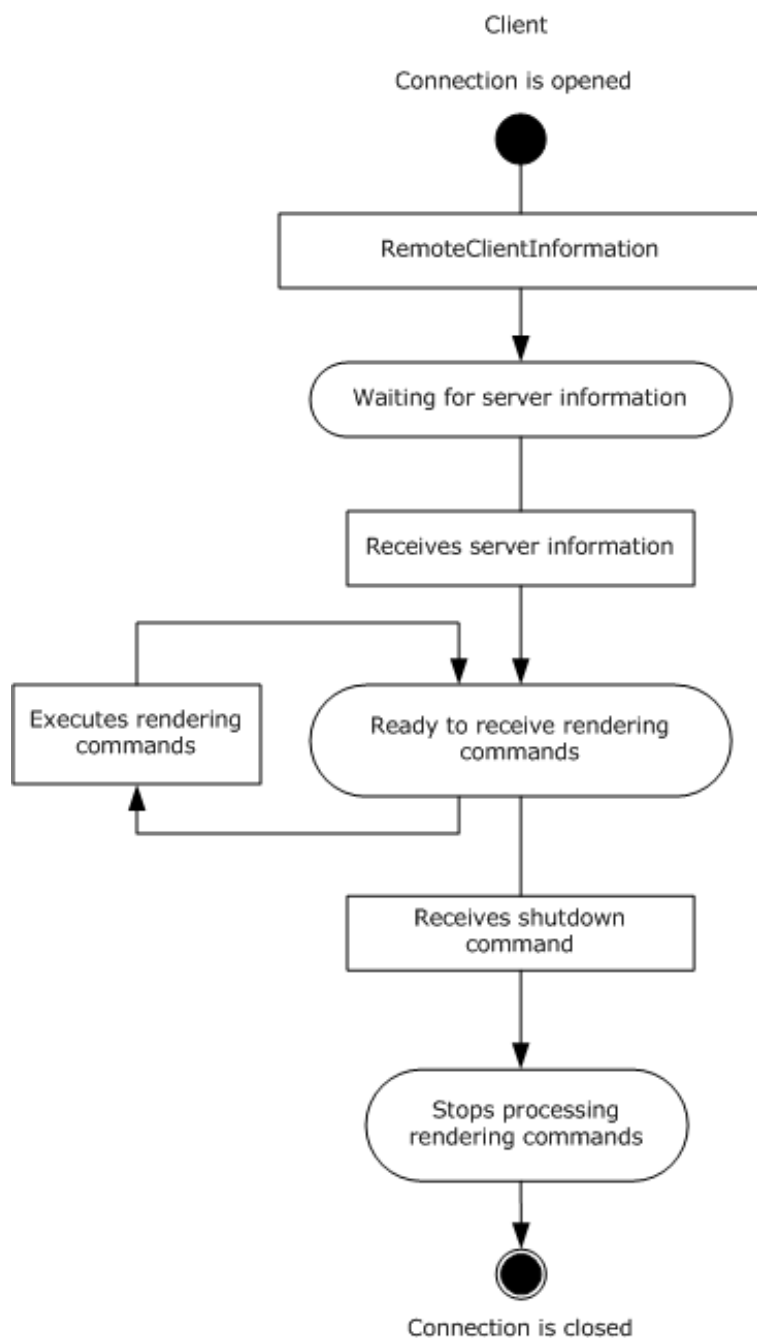 Client
Connection is opened
RemoteClientInformation
Waiting for server information
Receives server information
Executes rendering
commands
Ready to receive rendering
commands
Receives shutdown
command
Stops processing
rendering commands
Connection is closed